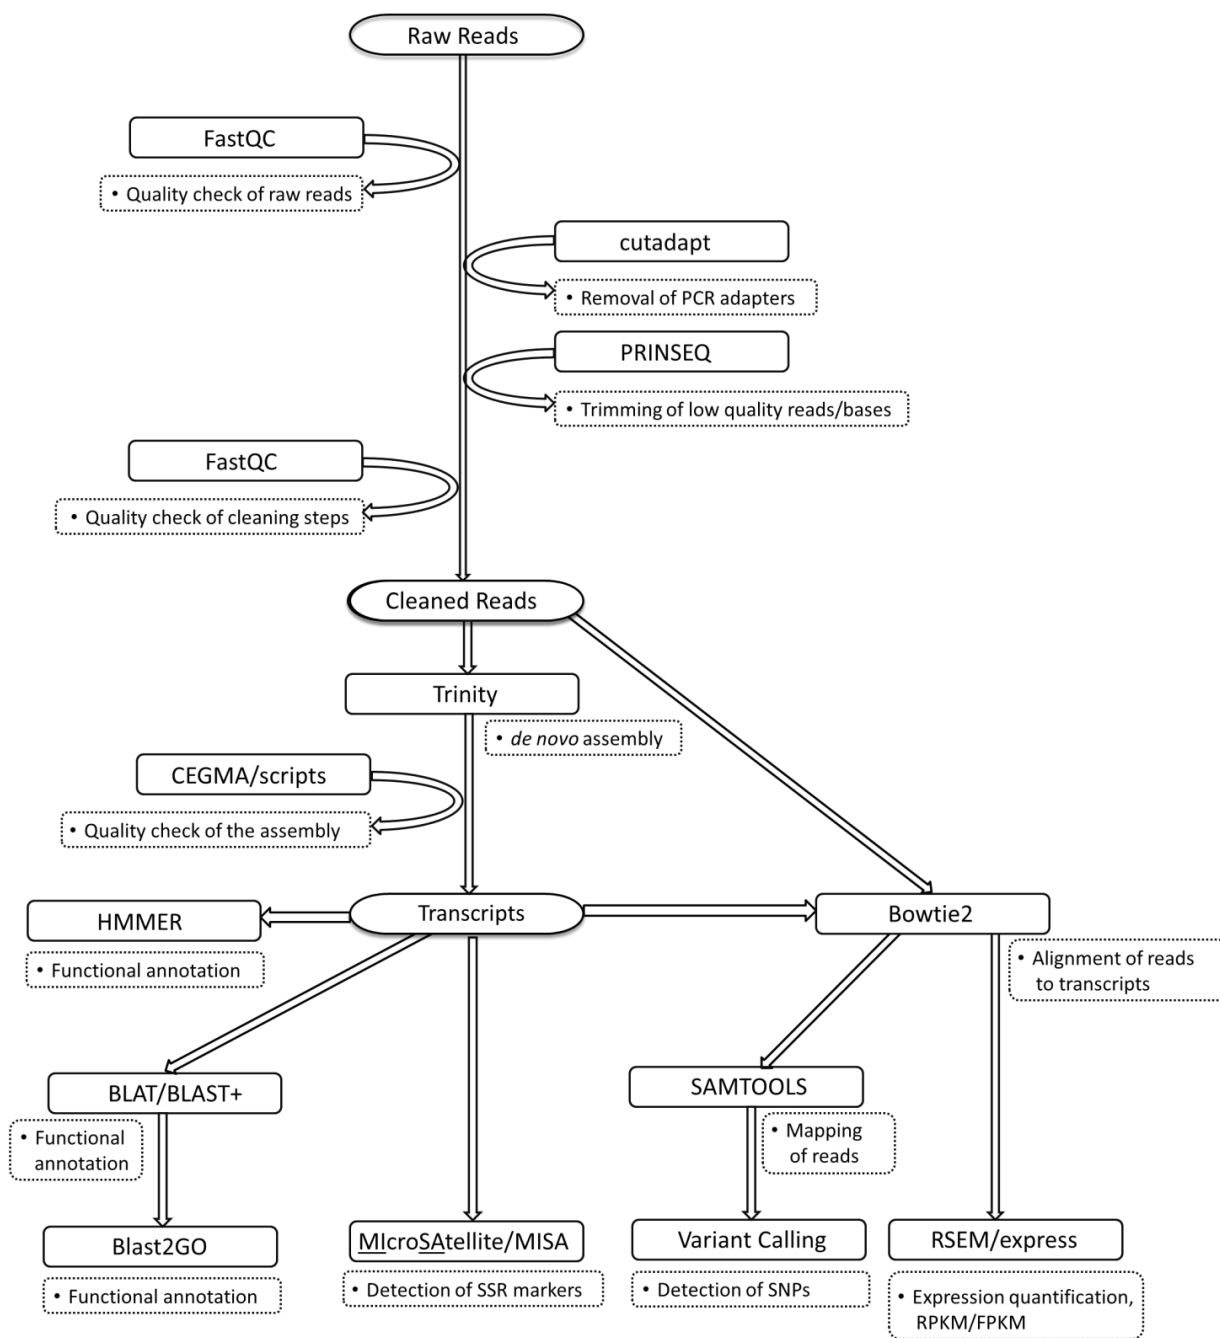 Raw Reads
FastQC
• Quality check of raw reads
cutadapt
• Removal of PCR adapters
PRINSEQ
• Trimming of low quality reads/bases
FastQC
• Quality check of cleaning steps
Cleaned Reads
Trinity
• de novo assembly
CEGMA/scripts
• Quality check of the assembly
HMMER
• Functional annotation
Transcripts
Bowtie2
• Alignment of reads
to transcripts
BLAT/BLAST+
• Functional
annotation
SAMTOOLS
• Mapping
of reads
Blast2GO
• Functional annotation
MIcroSAtellite/MISA
• Detection of SSR markers
Variant Calling
• Detection of SNPs
RSEM/express
• Expression quantification,
RPKM/FPKM